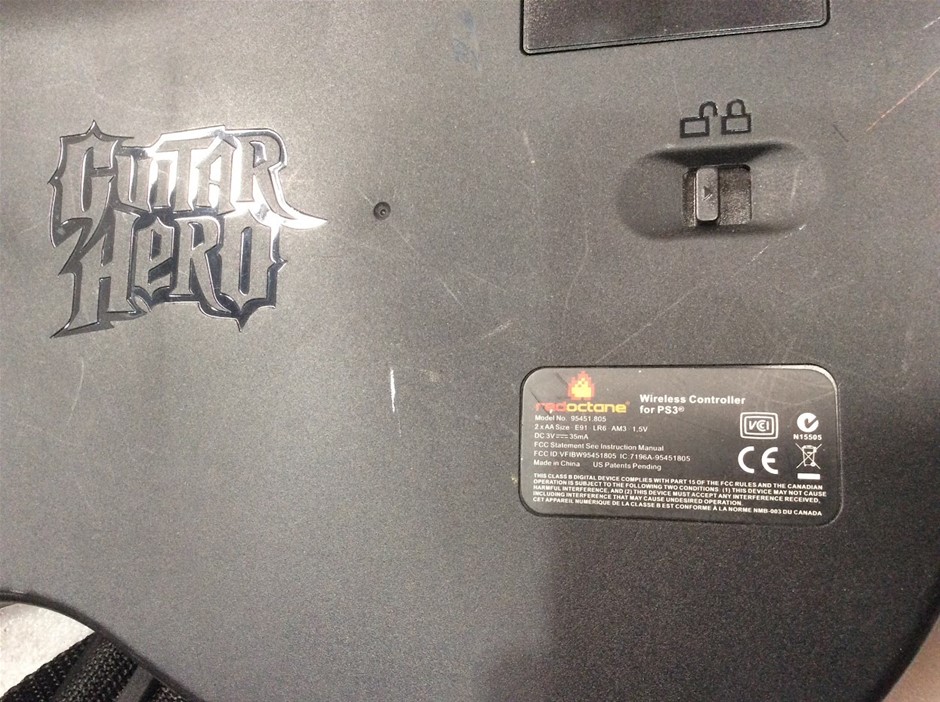 GUITAR
HERO
redoctane®
Wireless Controller
for PS3®
Model No. 95451.805
2 x AA Size E91 LR6 AM3 1.5V
DC 3V 35mA
FCC Statement See Instruction Manual
FCC ID:VFIBW95451805 IC:7196A-95451805
Made in China US Patents Pending
VCI
N15505
CE
THIS CLASS B DIGITAL DEVICE COMPLIES WITH PART 15 OF THE FCC RULES AND THE CANADIAN
OPERATION IS SUBJECT TO THE FOLLOWING TWO CONDITIONS: (1) THIS DEVICE MAY NOT CAUSE
HARMFUL INTERFERENCE, AND (2) THIS DEVICE MUST ACCEPT ANY INTERFERENCE RECEIVED,
INCLUDING INTERFERENCE THAT MAY CAUSE UNDESIRED OPERATION.
CET APPAREIL NUMERIQUE DE LA CLASSE B EST CONFORME À LA NORME NMB-003 DU CANADA